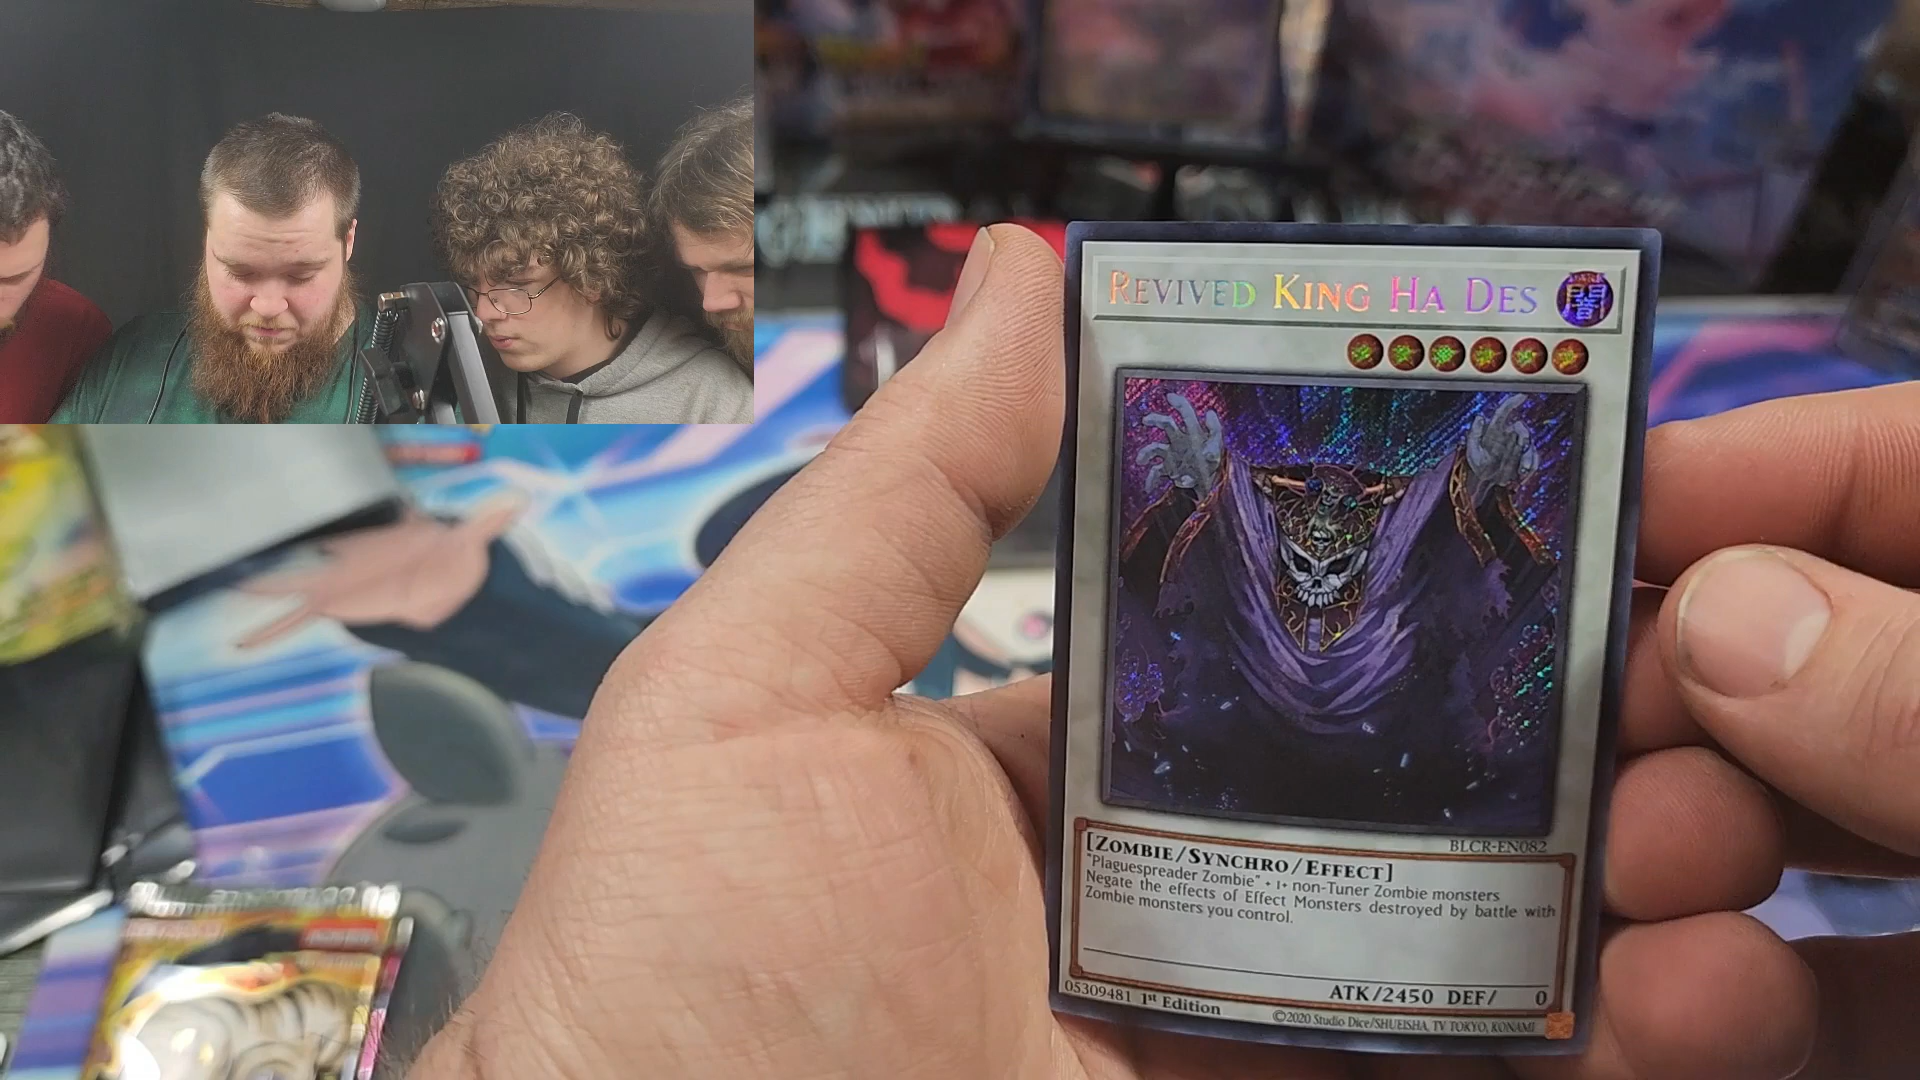 REVIVED KING HA DES
BLCR-EN082
[ZOMBIE/SYNCHRO/EFFECT]
"Plaguespreader Zombie" + 1+ non-Tuner Zombie monsters
Negate the effects of Effect Monsters destroyed by battle with
Zombie monsters you control.
ATK/2450 DEF/ 0
05309481 1st Edition
©2020 Studio Dice/SHUEISHA, TV TOKYO, KONAMI